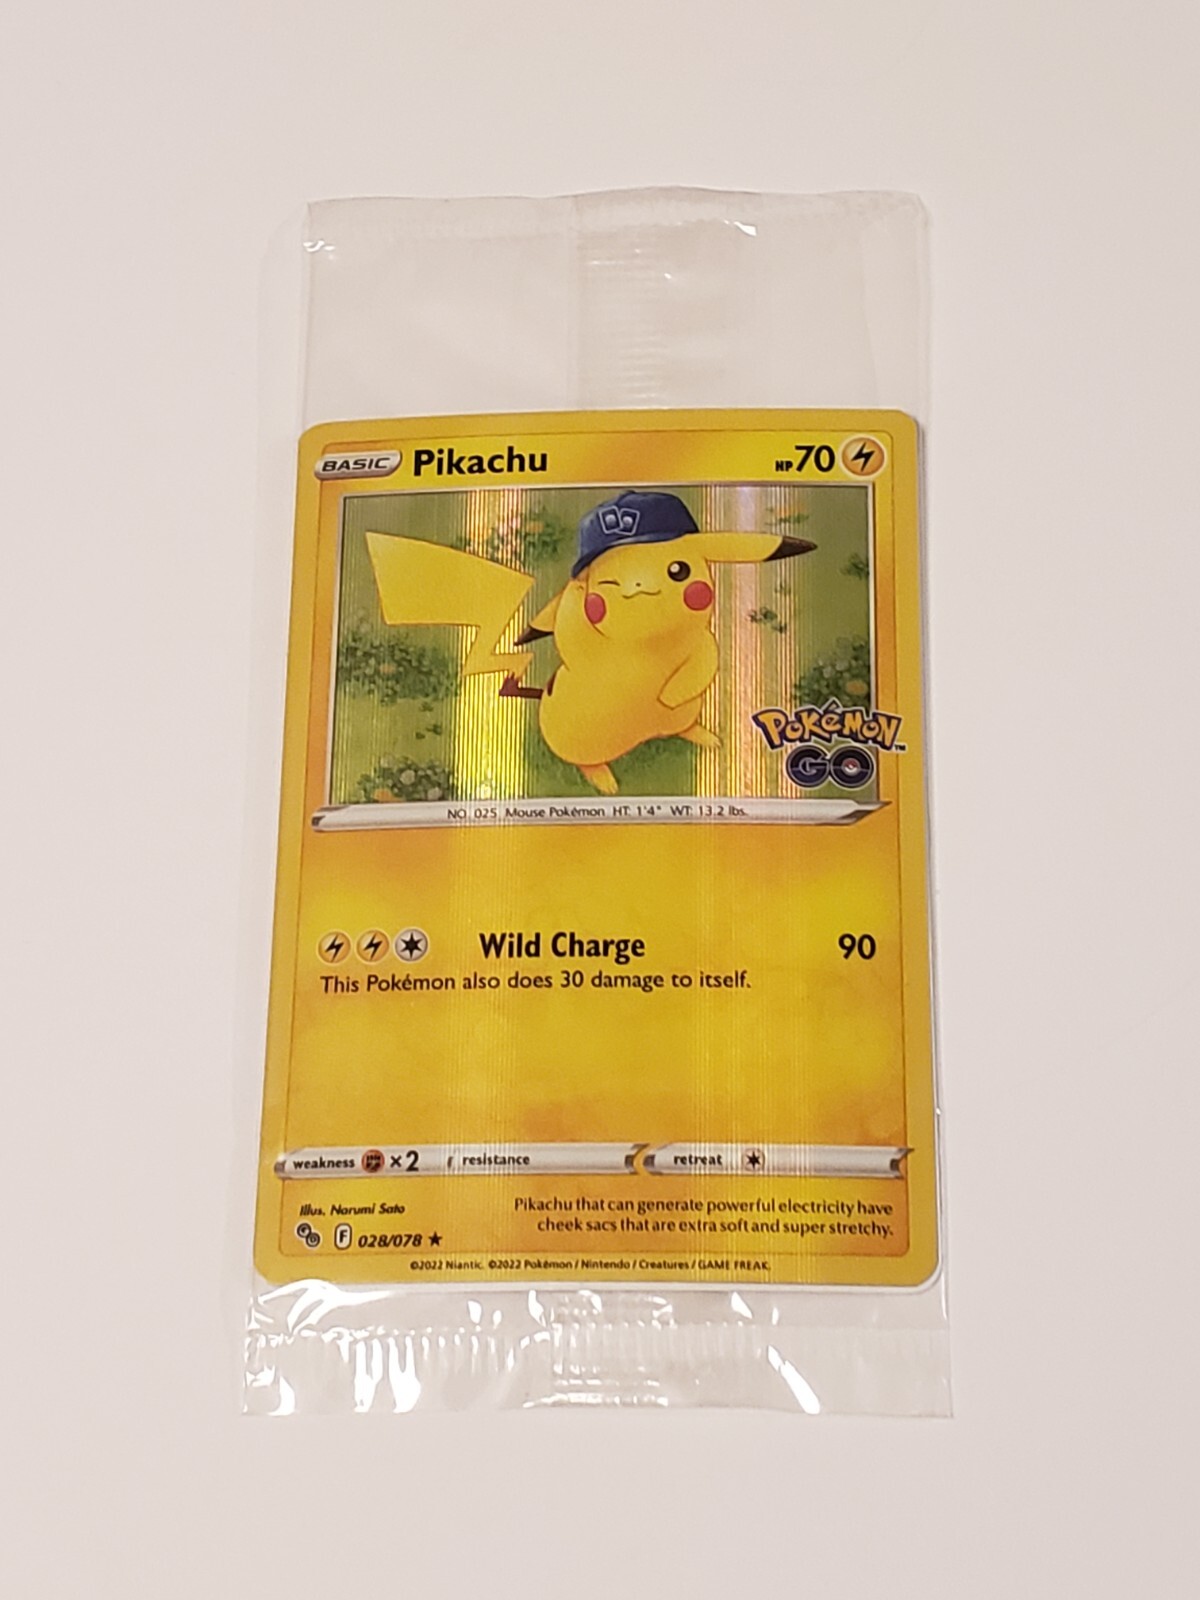 BASIC Pikachu HP 70
POKÉMON™
GO
NO. 025 Mouse Pokémon HT: 1'4" WT: 13.2 lbs.
Wild Charge 90
This Pokémon also does 30 damage to itself.
weakness ×2 resistance retreat
Illus. Narumi Sato
Pikachu that can generate powerful electricity have
cheek sacs that are extra soft and super stretchy.
F 028/078 ★
©2022 Niantic. ©2022 Pokémon / Nintendo / Creatures / GAME FREAK.